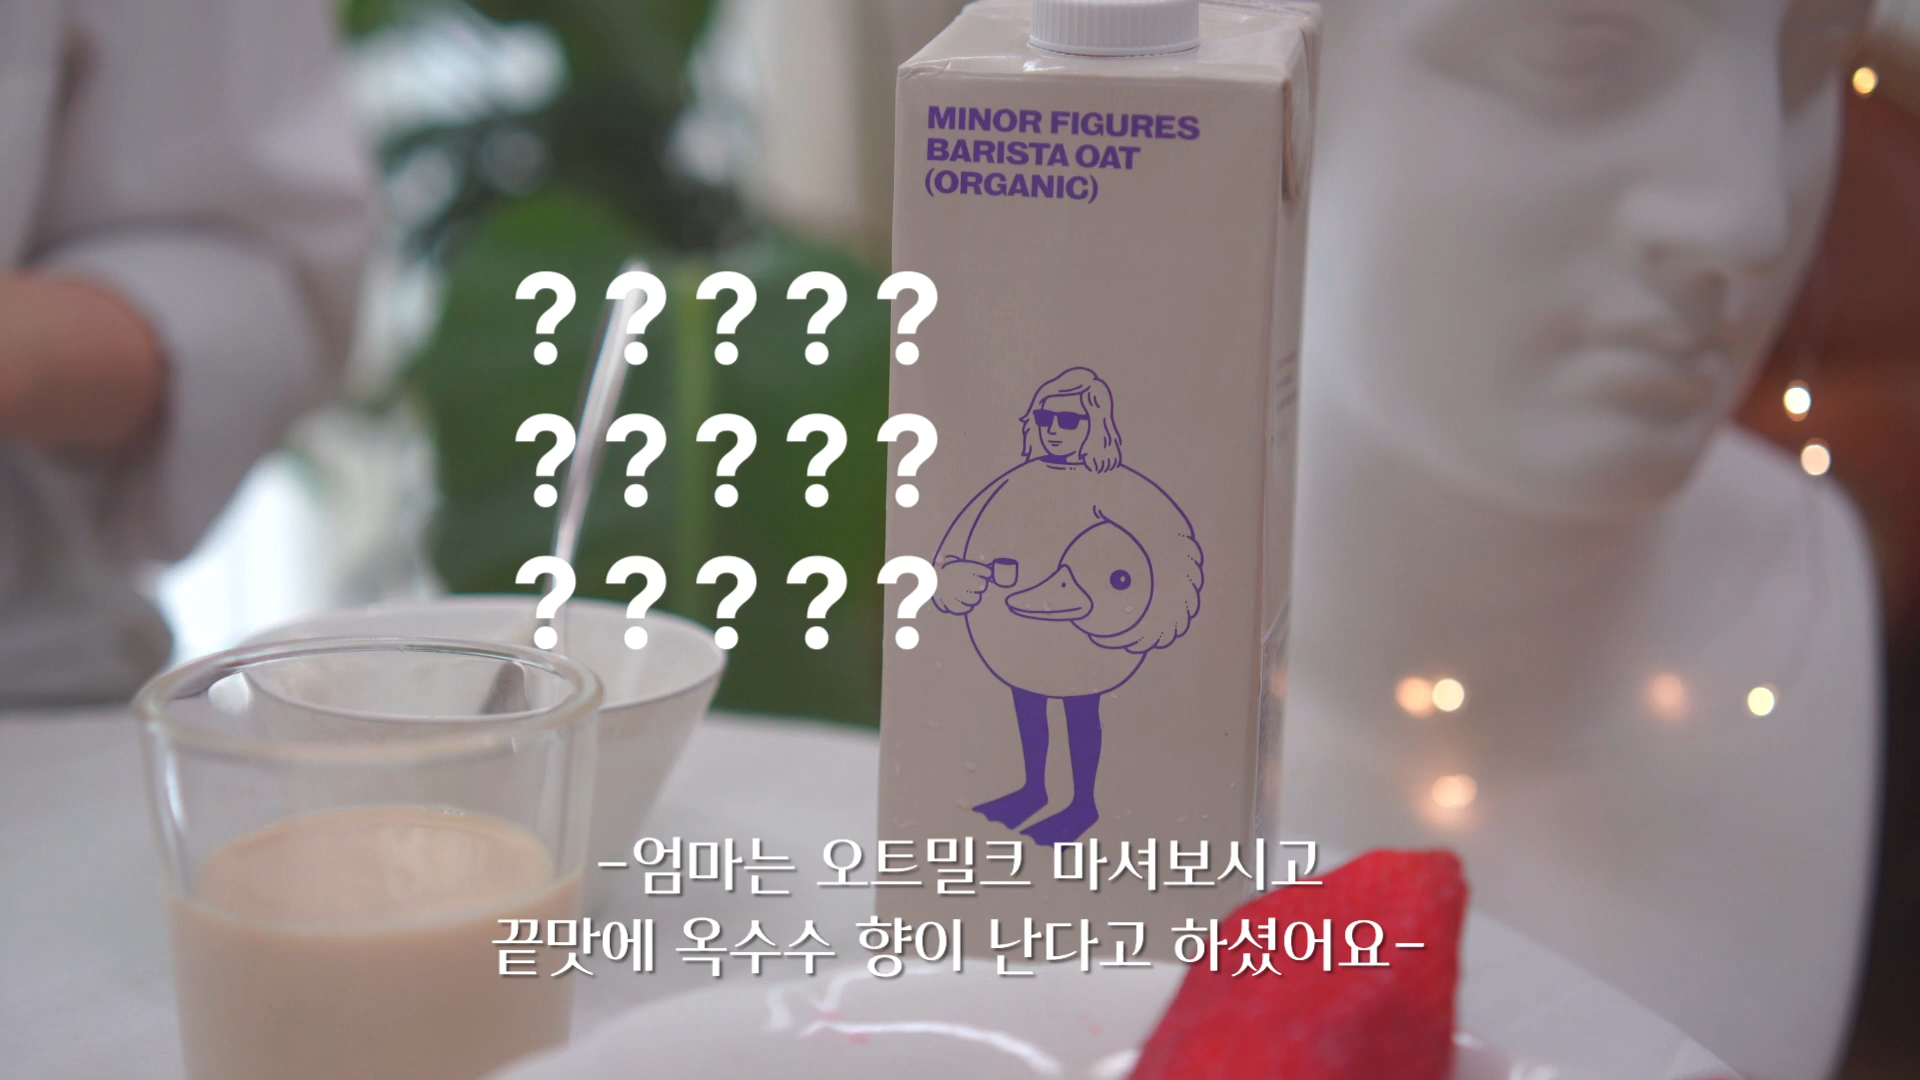 MINOR FIGURES
BARISTA OAT
(ORGANIC)
?????
?????
?????
-엄마는 오트밀크 마셔보시고
끝맛에 옥수수 향이 난다고 하셨어요-